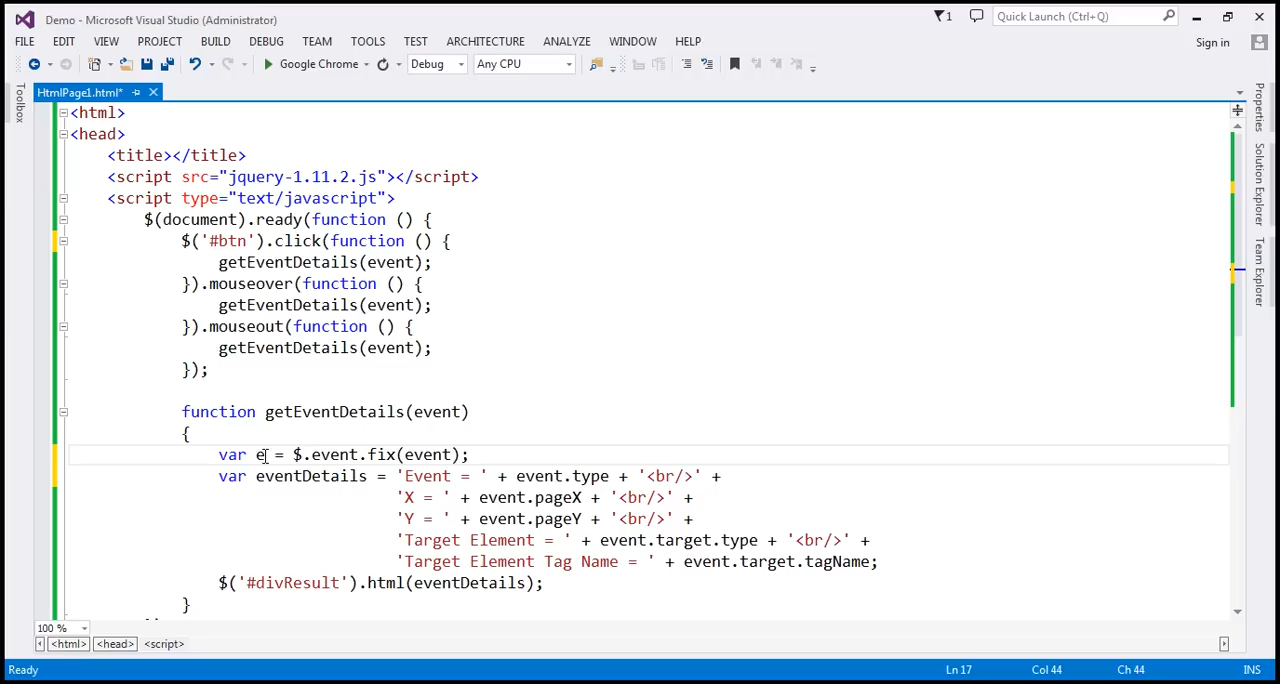 Demo - Microsoft Visual Studio (Administrator)
1
Quick Launch (Ctrl+Q)
FILE EDIT VIEW PROJECT BUILD DEBUG TEAM TOOLS TEST ARCHITECTURE ANALYZE WINDOW HELP
Sign in
Google Chrome Debug Any CPU
Toolbox
HtmlPage1.html*
<html>
<head>
<title></title>
<script src="jquery-1.11.2.js"></script>
<script type="text/javascript">
$(document).ready(function () {
$('#btn').click(function () {
getEventDetails(event);
}).mouseover(function () {
getEventDetails(event);
}).mouseout(function () {
getEventDetails(event);
});
function getEventDetails(event)
{
var e = $.event.fix(event);
var eventDetails = 'Event = ' + event.type + '<br/>' +
'X = ' + event.pageX + '<br/>' +
'Y = ' + event.pageY + '<br/>' +
'Target Element = ' + event.target.type + '<br/>' +
'Target Element Tag Name = ' + event.target.tagName;
$('#divResult').html(eventDetails);
}
Properties
Solution Explorer
Team Explorer
100 %
<html> <head> <script>
Ready
Ln 17 Col 44 Ch 44 INS